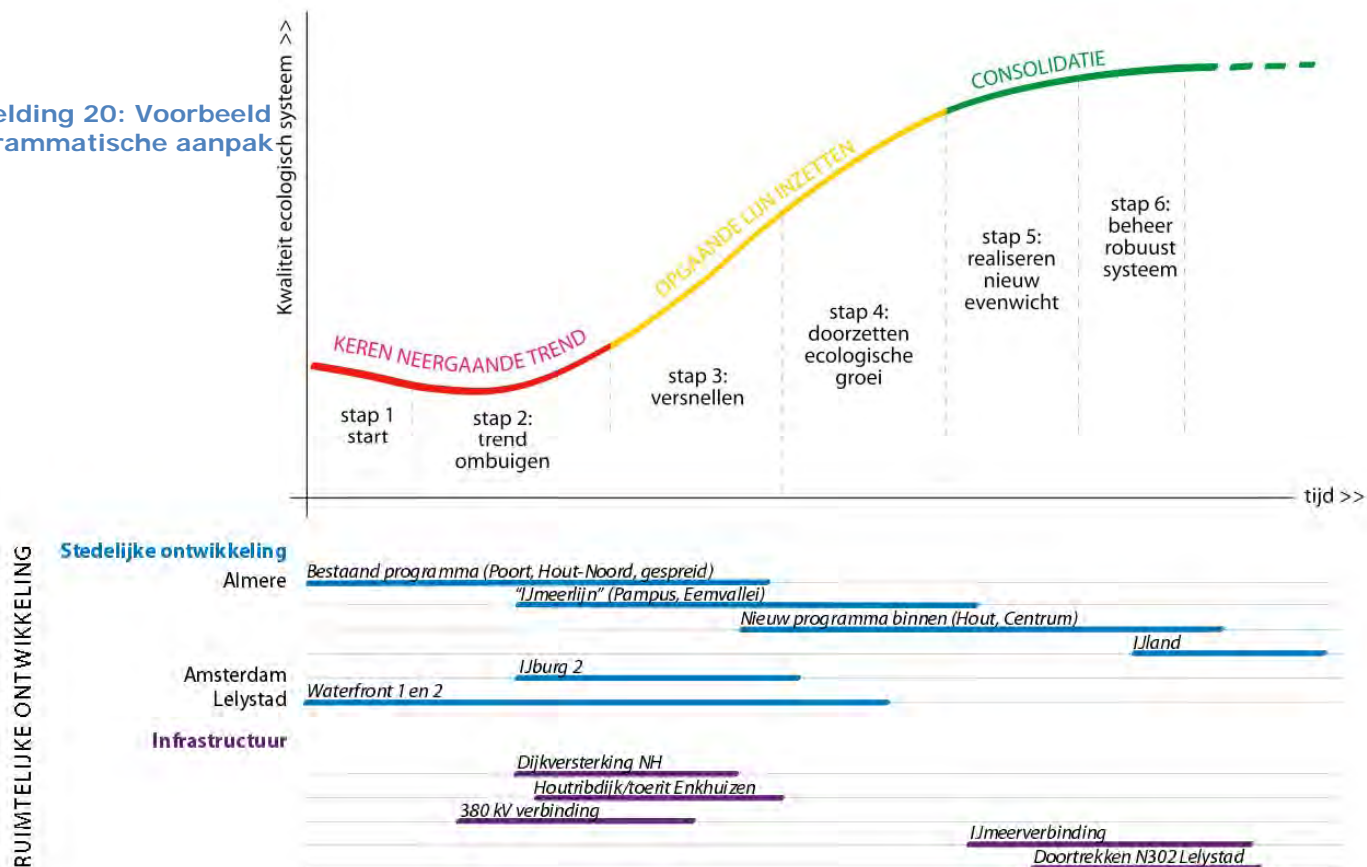 elding 20: Voorbeeld
rammatische aanpak
Kwaliteit ecologisch systeem >>
KEREN NEERGAANDE TREND
OPGAANDE LIJN INZETTEN
CONSOLIDATIE
stap 1
start
stap 2:
trend
ombuigen
stap 3:
versnellen
stap 4:
doorzetten
ecologische
groei
stap 5:
realiseren
nieuw
evenwicht
stap 6:
beheer
robuust
systeem
tijd >>
RUIMTELIJKE ONTWIKKELING
Stedelijke ontwikkeling
Almere
Bestaand programma (Poort, Hout-Noord, gespreid)
"IJmeerlijn" (Pampus, Eemvallei)
Nieuw programma binnen (Hout, Centrum)
IJland
Amsterdam
IJburg 2
Lelystad
Waterfront 1 en 2
Infrastructuur
Dijkversterking NH
Houtribdijk/toerit Enkhuizen
380 kV verbinding
IJmeerverbinding
Doortrekken N302 Lelystad